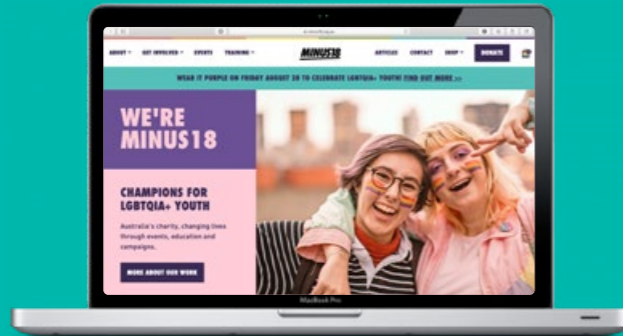 ABOUT GET INVOLVED EVENTS TRAINING MINUS18 ARTICLES CONTACT SHOP DONATE
WEAR IT PURPLE ON FRIDAY AUGUST 28 TO CELEBRATE LGBTQIA+ YOUTH! FIND OUT MORE >>
WE'RE
MINUS18
CHAMPIONS FOR
LGBTQIA+ YOUTH
Australia's charity, changing lives
through events, education and
campaigns.
MORE ABOUT OUR WORK
MacBook Pro